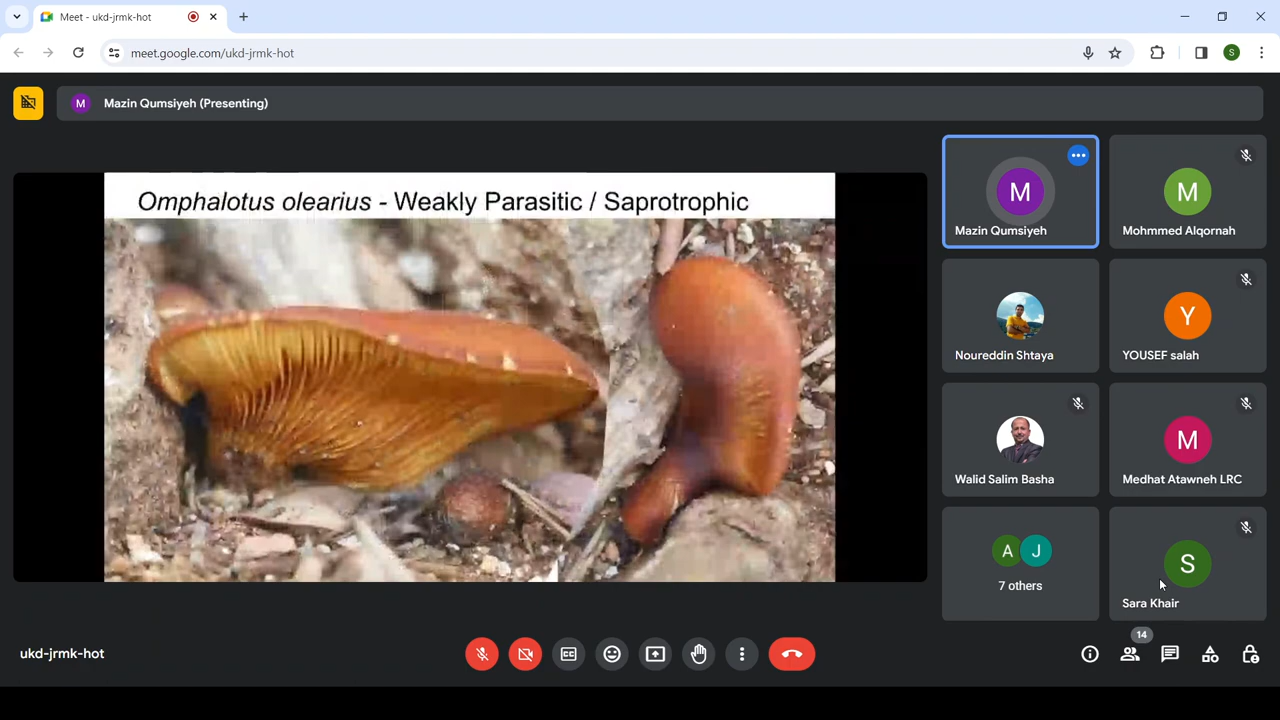 Meet - ukd-jrmk-hot
meet.google.com/ukd-jrmk-hot
S
M
Mazin Qumsiyeh (Presenting)
Omphalotus olearius - Weakly Parasitic / Saprotrophic
M
Mazin Qumsiyeh
M
Mohmmed Alqornah
Noureddin Shtaya
Y
YOUSEF salah
Walid Salim Basha
M
Medhat Atawneh LRC
A J
7 others
S
Sara Khair
ukd-jrmk-hot
14